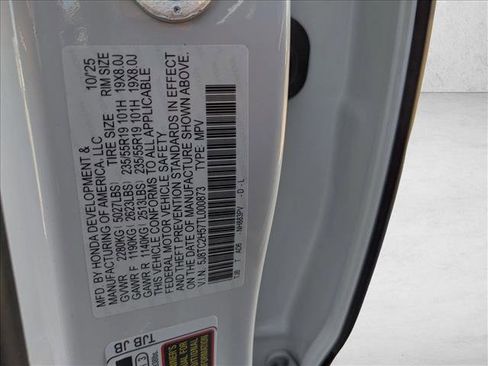 MFD. BY HONDA DEVELOPMENT & 10/25
MANUFACTURING OF AMERICA, LLC.
TIRE SIZE RIM SIZE
GVWR 2280KG( 5027LBS)
GAWR F 1190KG( 2623LBS) 235/55R19 101H 19X8.0J
GAWR R 1140KG( 2513LBS) 235/55R19 101H 19X8.0J
THIS VEHICLE CONFORMS TO ALL APPLICABLE
FEDERAL MOTOR VEHICLE SAFETY
AND THEFT PREVENTION STANDARDS IN EFFECT
ON THE DATE OF MANUFACTURE SHOWN ABOVE.
V.I.N.: 5J8TC2H57TL000873 TYPE: MPV
TJB T AD6 NH883PV - D - L
TJB
JB